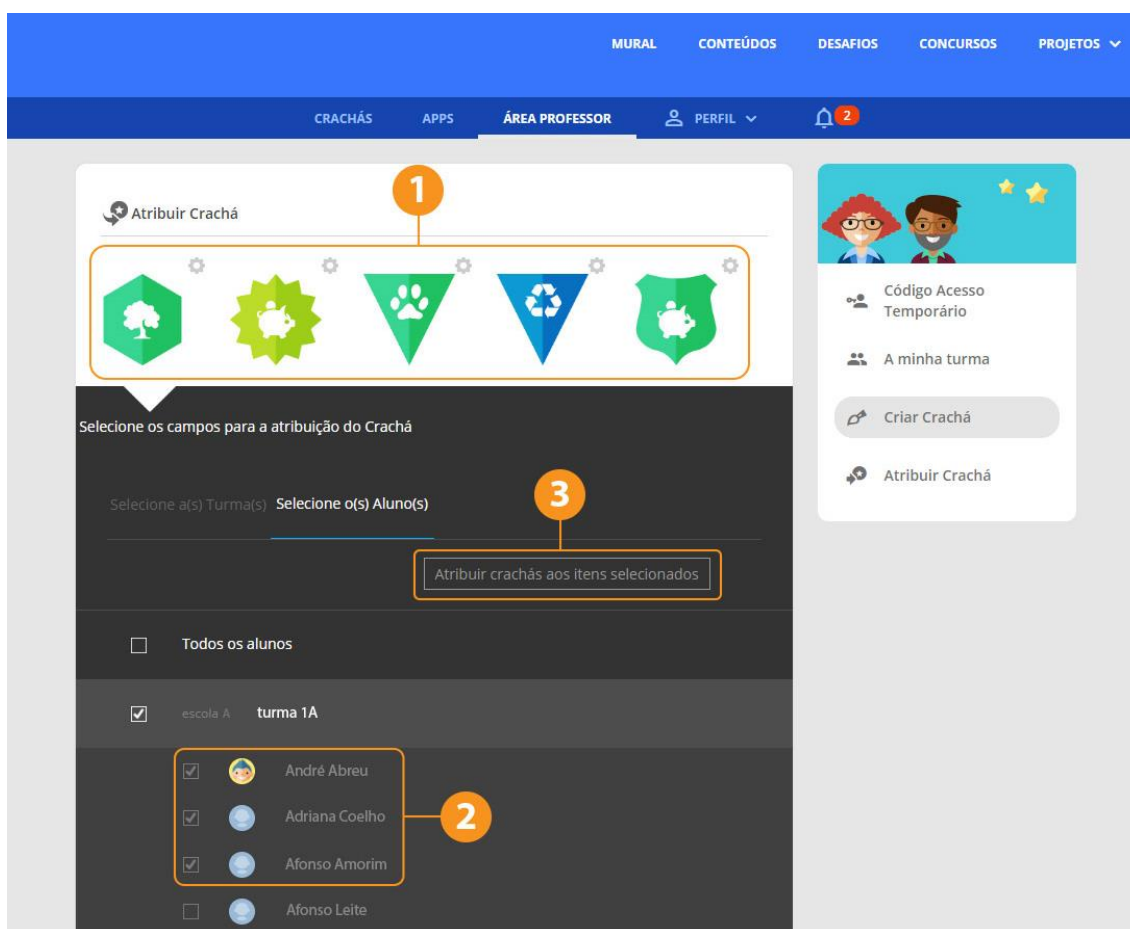 MURAL CONTEÚDOS DESAFIOS CONCURSOS PROJETOS
CRACHÁS APPS ÁREA PROFESSOR PERFIL 2
1
Atribuir Crachá
Código Acesso
Temporário
A minha turma
Criar Crachá
Atribuir Crachá
Selecione os campos para a atribuição do Crachá
Selecione a(s) Turma(s) Selecione o(s) Aluno(s)
3
Atribuir crachás aos itens selecionados
Todos os alunos
escola A turma 1A
André Abreu
Adriana Coelho
2
Afonso Amorim
Afonso Leite